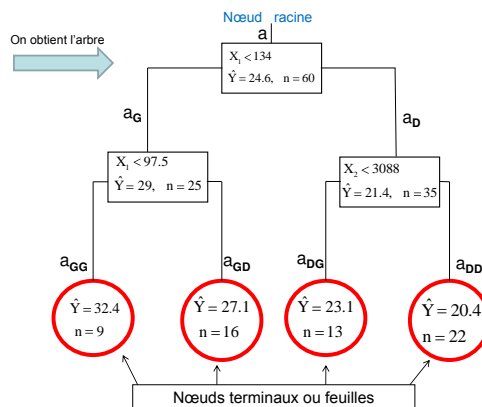 Nœud racine
On obtient l'arbre
a
X₁ < 134
Ŷ = 24.6, n = 60
a_G
a_D
X₁ < 97.5
Ŷ = 29, n = 25
X₂ < 3088
Ŷ = 21.4, n = 35
a_GG
a_GD
a_DG
a_DD
Ŷ = 32.4
n = 9
Ŷ = 27.1
n = 16
Ŷ = 23.1
n = 13
Ŷ = 20.4
n = 22
Nœuds terminaux ou feuilles